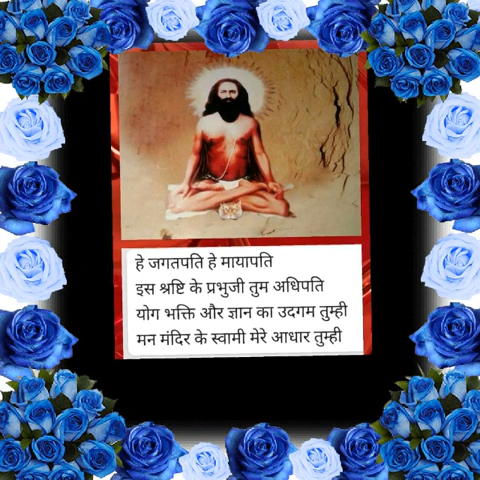 हे जगतपति हे मायापति
इस श्रष्टि के प्रभुजी तुम अधिपति
योग भक्ति और ज्ञान का उदगम तुम्ही
मन मंदिर के स्वामी मेरे आधार तुम्ही